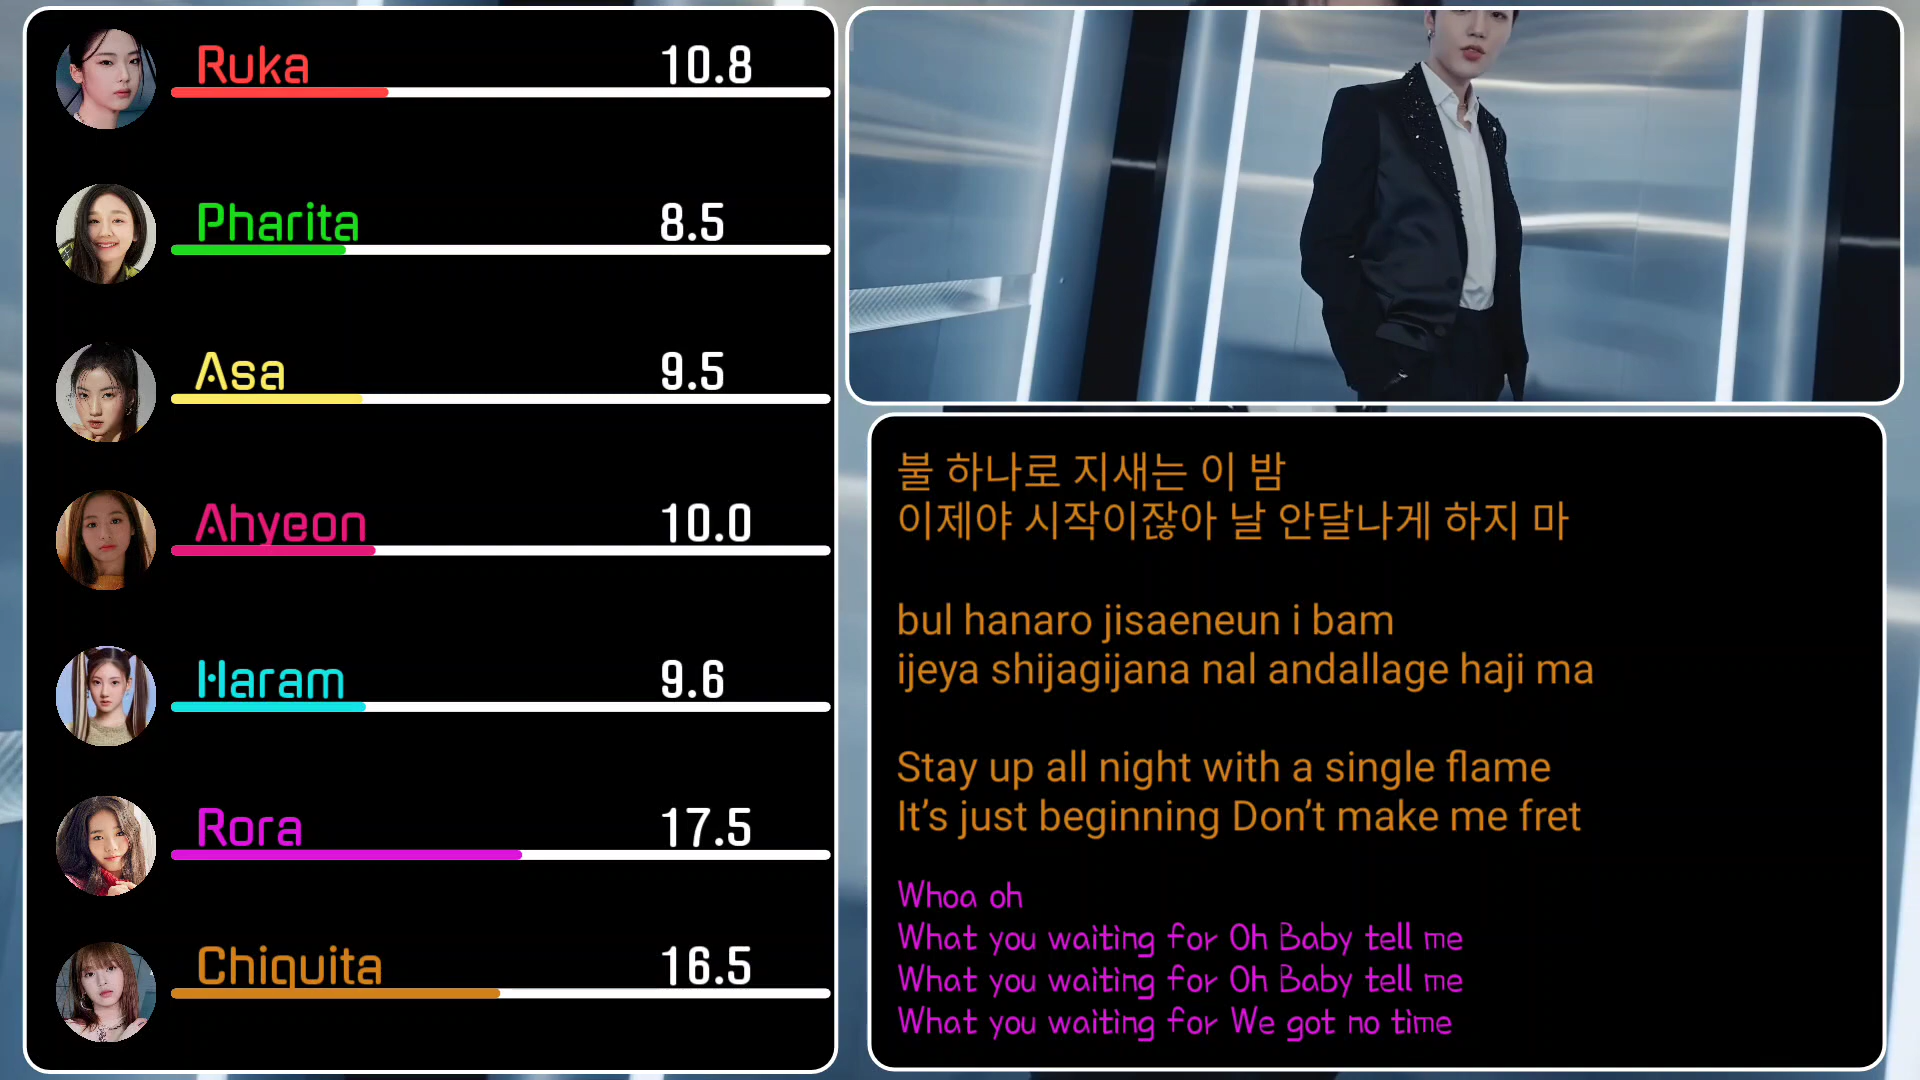 Ruka 10.8
Pharita 8.5
Asa 9.5
Ahyeon 10.0
Haram 9.6
Rora 17.5
Chiquita 16.5
불 하나로 지새는 이 밤
이제야 시작이잖아 날 안달나게 하지 마
bul hanaro jisaeneun i bam
ijeya shijagijana nal andallage haji ma
Stay up all night with a single flame
It’s just beginning Don’t make me fret
Whoa oh
What you waiting for Oh Baby tell me
What you waiting for Oh Baby tell me
What you waiting for We got no time